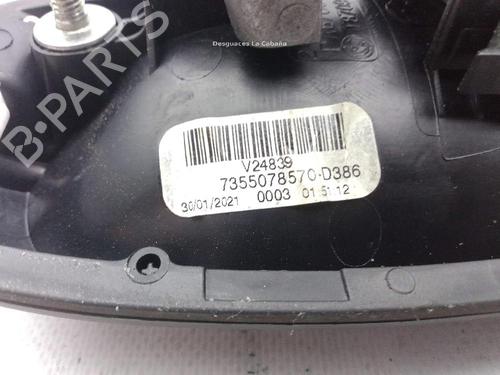 Desguaces La Cabaña
B-PARTS
V24839
7355078570-D386
30/01/2021 0003 01 51 12